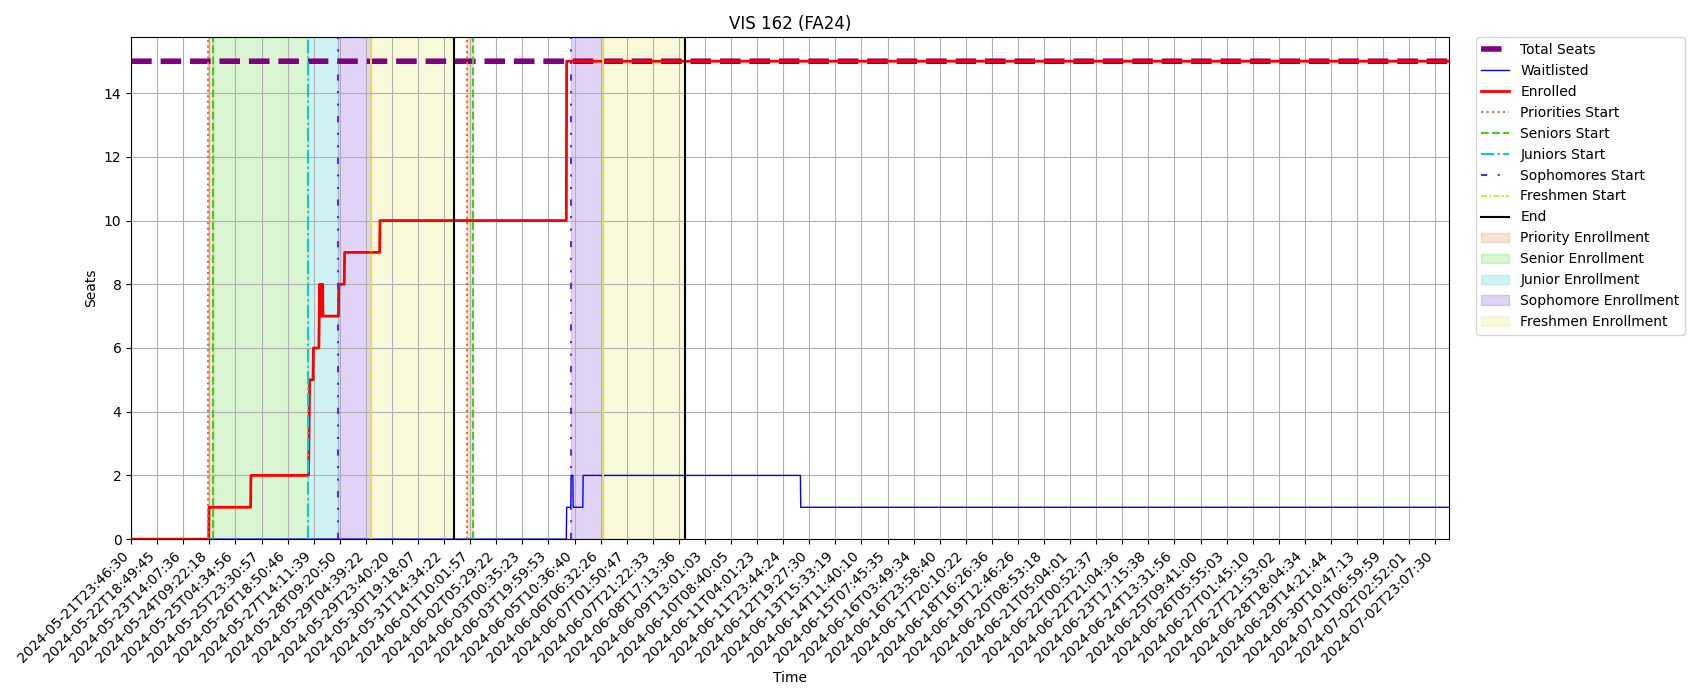 VIS 162 (FA24)
Total Seats
Waitlisted
Enrolled
Priorities Start
Seniors Start
Juniors Start
Sophomores Start
Freshmen Start
End
Priority Enrollment
Senior Enrollment
Junior Enrollment
Sophomore Enrollment
Freshmen Enrollment
Seats
14
12
10
8
6
4
2
0
2024-05-21T23:46:30
2024-05-22T18:49:45
2024-05-23T14:07:36
2024-05-24T09:22:18
2024-05-25T04:34:56
2024-05-25T23:30:57
2024-05-26T18:50:46
2024-05-27T14:11:39
2024-05-28T09:20:50
2024-05-29T04:39:22
2024-05-29T23:40:20
2024-05-30T19:18:07
2024-05-31T14:34:22
2024-06-01T10:01:57
2024-06-02T05:29:22
2024-06-03T00:35:23
2024-06-03T19:59:53
2024-06-05T10:36:40
2024-06-06T06:32:26
2024-06-07T01:50:47
2024-06-07T21:22:33
2024-06-08T17:13:36
2024-06-09T13:01:03
2024-06-10T08:40:05
2024-06-11T04:01:23
2024-06-11T23:44:24
2024-06-12T19:27:30
2024-06-13T15:33:19
2024-06-14T11:40:10
2024-06-15T07:45:35
2024-06-16T03:49:34
2024-06-16T23:58:40
2024-06-17T20:10:22
2024-06-18T16:26:36
2024-06-19T12:46:26
2024-06-20T08:53:18
2024-06-21T05:04:01
2024-06-22T00:52:37
2024-06-22T21:04:36
2024-06-23T17:15:38
2024-06-24T13:31:56
2024-06-25T09:41:00
2024-06-26T05:55:03
2024-06-27T01:45:10
2024-06-27T21:53:02
2024-06-28T18:04:34
2024-06-29T14:21:44
2024-06-30T10:47:13
2024-07-01T06:59:59
2024-07-02T02:52:01
2024-07-02T23:07:30
Time